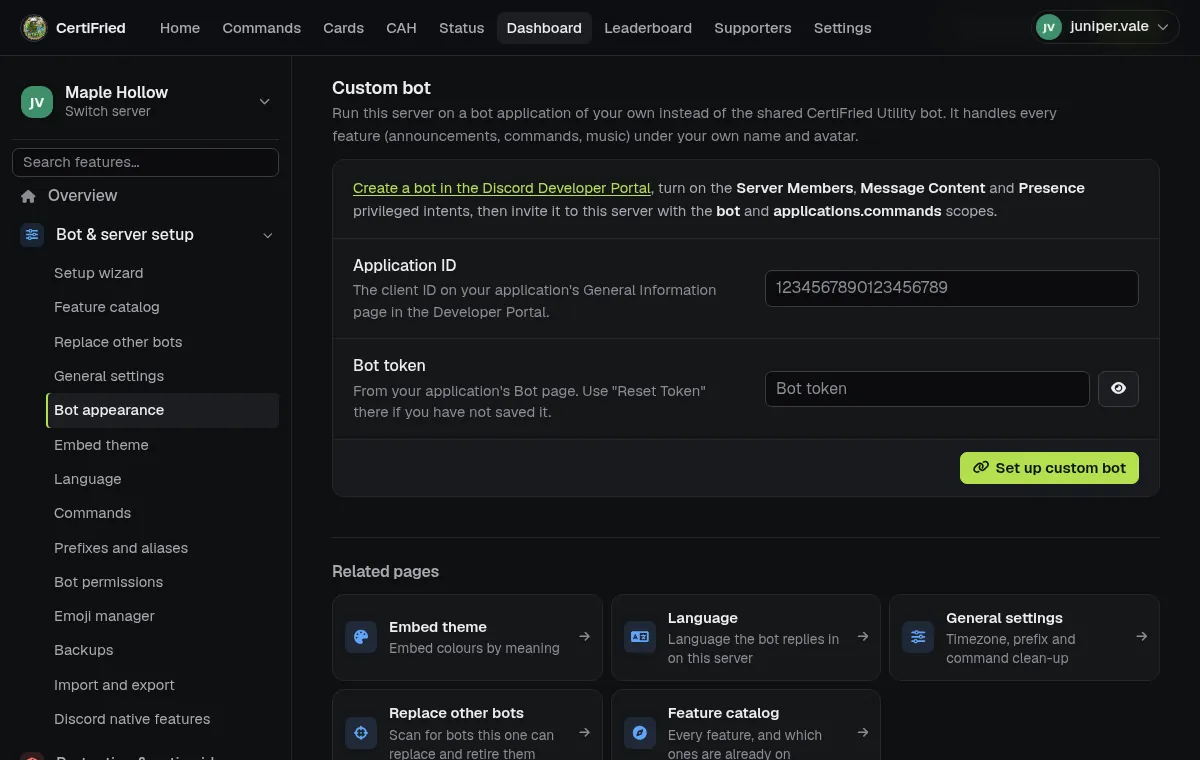 CertiFried
Home
Commands
Cards
CAH
Status
Dashboard
Leaderboard
Supporters
Settings
JV
juniper.vale
JV
Maple Hollow
Switch server
Search features...
Overview
Bot & server setup
Setup wizard
Feature catalog
Replace other bots
General settings
Bot appearance
Embed theme
Language
Commands
Prefixes and aliases
Bot permissions
Emoji manager
Backups
Import and export
Discord native features
Custom bot
Run this server on a bot application of your own instead of the shared CertiFried Utility bot. It handles every
feature (announcements, commands, music) under your own name and avatar.
Create a bot in the Discord Developer Portal, turn on the Server Members, Message Content and Presence
privileged intents, then invite it to this server with the bot and applications.commands scopes.
Application ID
The client ID on your application's General Information
page in the Developer Portal.
1234567890123456789
Bot token
From your application's Bot page. Use "Reset Token"
there if you have not saved it.
Bot token
Set up custom bot
Related pages
Embed theme
Embed colours by meaning
Language
Language the bot replies in
on this server
General settings
Timezone, prefix and
command clean-up
Replace other bots
Scan for bots this one can
replace and retire them
Feature catalog
Every feature, and which
ones are already on